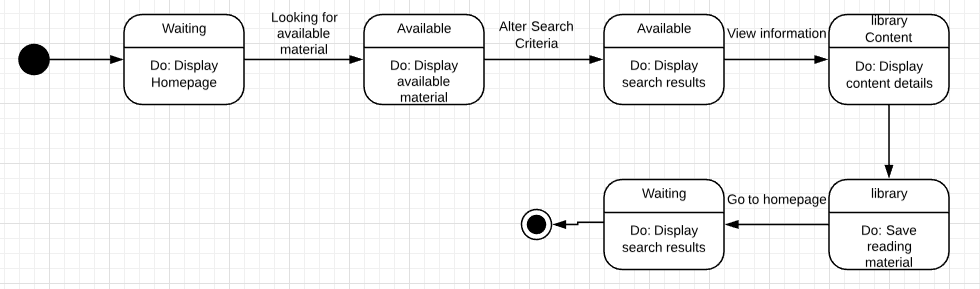 Waiting
Do: Display
Homepage
Looking for
available
material
Available
Do: Display
available
material
Alter Search
Criteria
Available
Do: Display
search results
View information
library
Content
Do: Display
content details
library
Do: Save
reading
material
Go to homepage
Waiting
Do: Display
search results